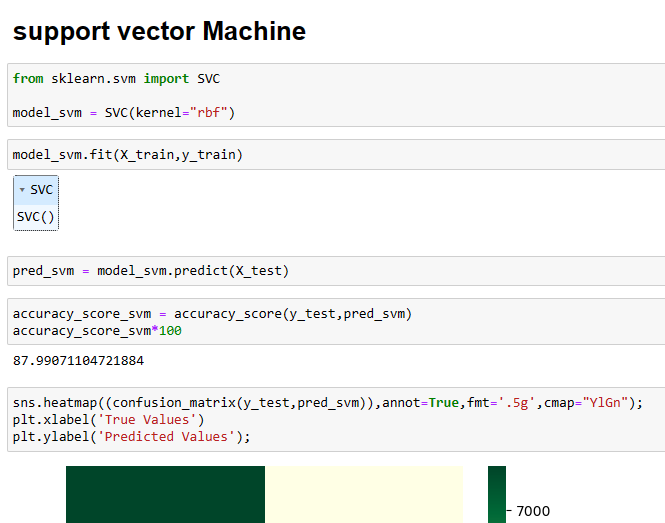 support vector Machine
from sklearn.svm import SVC
model_svm = SVC(kernel="rbf")
model_svm.fit(X_train,y_train)
▾ SVC
SVC()
pred_svm = model_svm.predict(X_test)
accuracy_score_svm = accuracy_score(y_test,pred_svm)
accuracy_score_svm*100
87.99071104721884
sns.heatmap((confusion_matrix(y_test,pred_svm)),annot=True,fmt='.5g',cmap="YlGn");
plt.xlabel('True Values')
plt.ylabel('Predicted Values');
7000